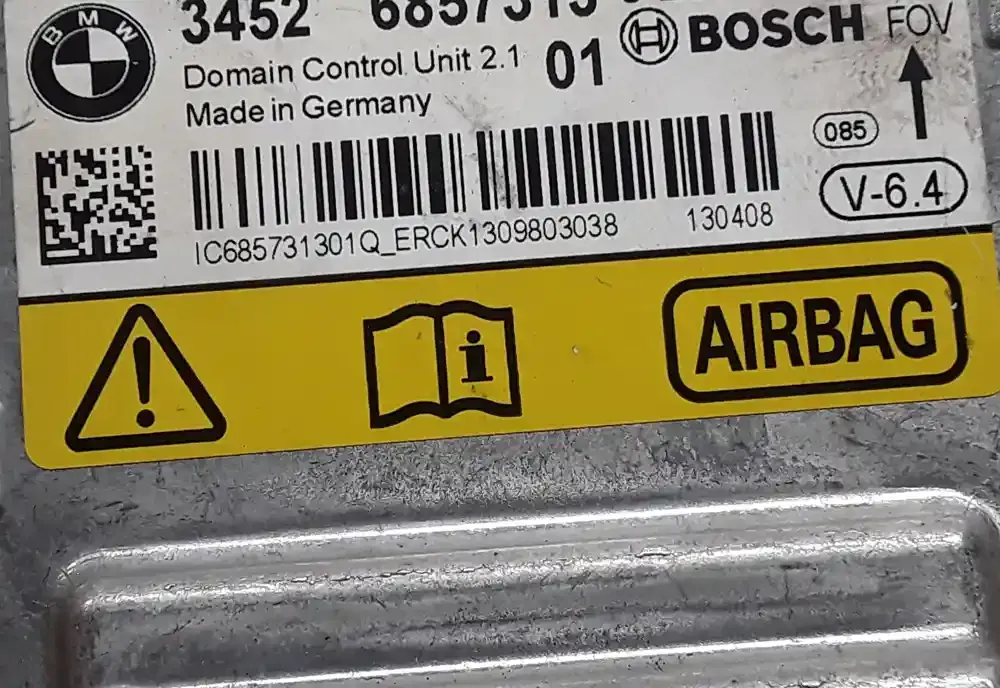 BMW
3452 6857313
Domain Control Unit 2.1 01 BOSCH FOV
Made in Germany
085
V-6.4
IC685731301Q_ERCK1309803038 130408
AIRBAG